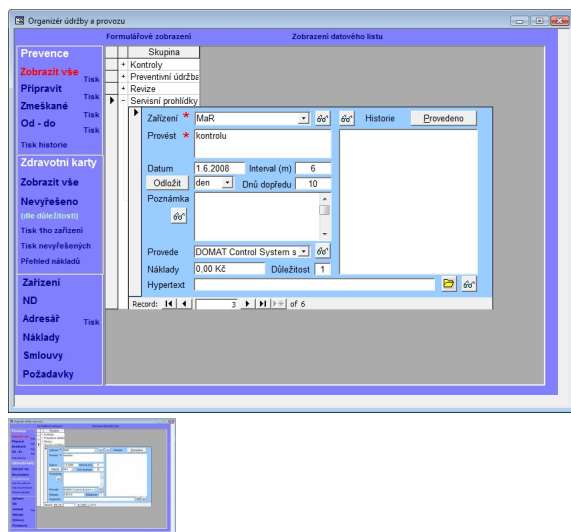 Organizér údržby a provozu
Formulářové zobrazení Zobrazení datového listu
Prevence
Zobrazit vše
Tisk
Připravit
Tisk
Zmeškané
Tisk
Od - do
Tisk
Tisk historie
Zdravotní karty
Zobrazit vše
Nevyřešeno
(dle důležitosti)
Tisk 1ho zařízení
Tisk nevyřešených
Přehled nákladů
Zařízení
ND
Adresář Tisk
Náklady
Smlouvy
Požadavky
Skupina
Kontroly
Preventivní údržba
Revize
Servisní prohlídky
Zařízení * MaR Historie Provedeno
Provést * kontrolu
Datum 1.6.2008 Interval (m) 6
Odložit den Dnů dopředu 10
Poznámka
Provede DOMAT Control System s
Náklady 0,00 Kč Důležitost 1
Hypertext
Record: 3 of 6